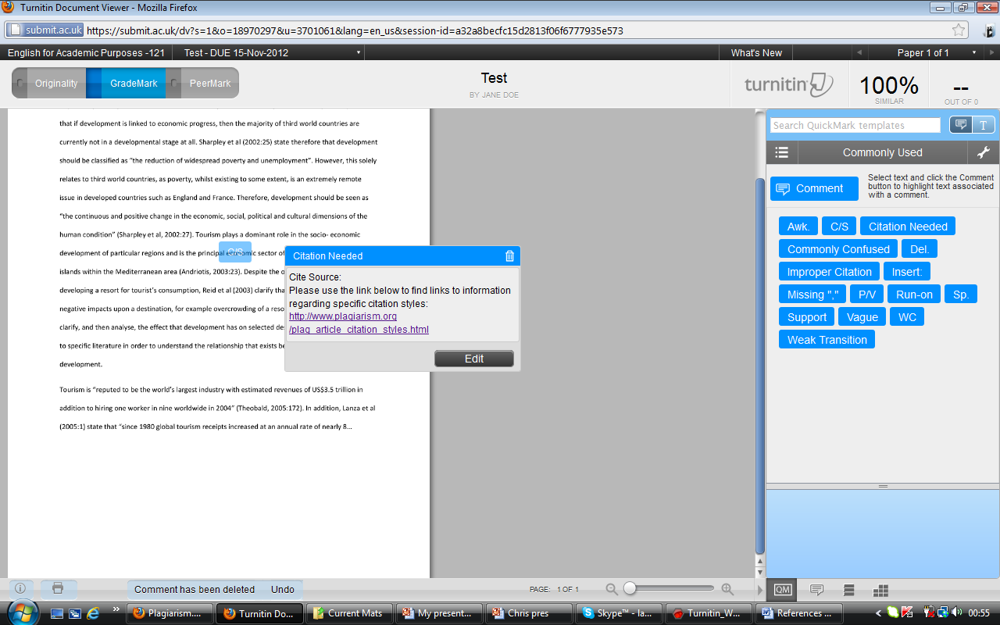 Turnitin Document Viewer - Mozilla Firefox
submit.ac.uk https://submit.ac.uk/dv?s=1&o=18970297&u=3701061&lang=en_us&session-id=a32a8becfc15d2813f06f6777935e573
English for Academic Purposes -121 Test - DUE 15-Nov-2012 What's New Paper 1 of 1
Originality GradeMark PeerMark
Test
BY JANE DOE
turnitin
100%
SIMILAR
--
OUT OF 0
that if development is linked to economic progress, then the majority of third world countries are
currently not in a developmental stage at all. Sharpley et al (2002:25) state therefore that development
should be classified as “the reduction of widespread poverty and unemployment”. However, this solely
relates to third world countries, as poverty, whilst existing to some extent, is an extremely remote
issue in developed countries such as England and France. Therefore, development should be seen as
“the continuous and positive change in the economic, social, political and cultural dimensions of the
human condition” (Sharpley et al, 2002:27). Tourism plays a dominant role in the socio- economic
C/S
development of particular regions and is the principal economic sector of
islands within the Mediterranean area (Andriotis, 2003:23). Despite the
developing a resort for tourist’s consumption, Reid et al (2003) clarify
negative impacts upon a destination, for example overcrowding of a
clarify, and then analyse, the effect that development has on selected
to specific literature in order to understand the relationship that exists
development.
Tourism is “reputed to be the world’s largest industry with estimated revenues of US$3.5 trillion in
addition to hiring one worker in nine worldwide in 2004” (Theobald, 2005:172). In addition, Lanza et al
(2005:1) state that “since 1980 global tourism receipts increased at an annual rate of nearly 8...
Citation Needed
Cite Source:
Please use the link below to find links to information
regarding specific citation styles:
http://www.plagiarism.org
/plag_article_citation_styles.html
Edit
Search QuickMark templates
T
Commonly Used
Comment
Select text and click the Comment
button to highlight text associated
with a comment.
Awk. C/S Citation Needed
Commonly Confused Del.
Improper Citation Insert:
Missing "," P/V Run-on Sp.
Support Vague WC
Weak Transition
Comment has been deleted Undo
PAGE: 1 OF 1
QM
Plagiarism.... Turnitin Do... Current Mats My present... Chris pres Skype™ - la... Turnitin_W... References ... 00:55